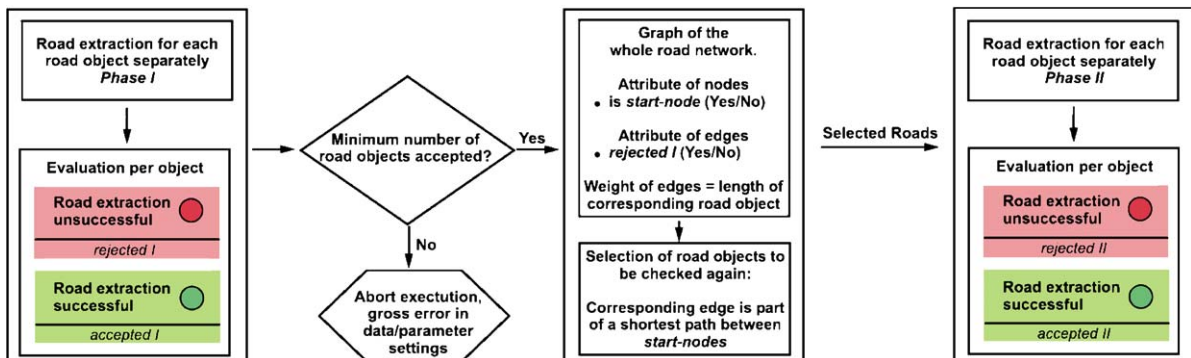 Road extraction for each
road object separately
Phase I
Evaluation per object
Road extraction
unsuccessful
rejected I
Road extraction
successful
accepted I
Minimum number of
road objects accepted?
Yes
No
Abort exectution,
gross error in
data/parameter
settings
Graph of the
whole road network.
Attribute of nodes
• is start-node (Yes/No)
Attribute of edges
• rejected I (Yes/No)
Weight of edges = length of
corresponding road object
Selection of road objects to
be checked again:
Corresponding edge is part
of a shortest path between
start-nodes
Selected Roads
Road extraction for each
road object separately
Phase II
Evaluation per object
Road extraction
unsuccessful
rejected II
Road extraction
successful
accepted II